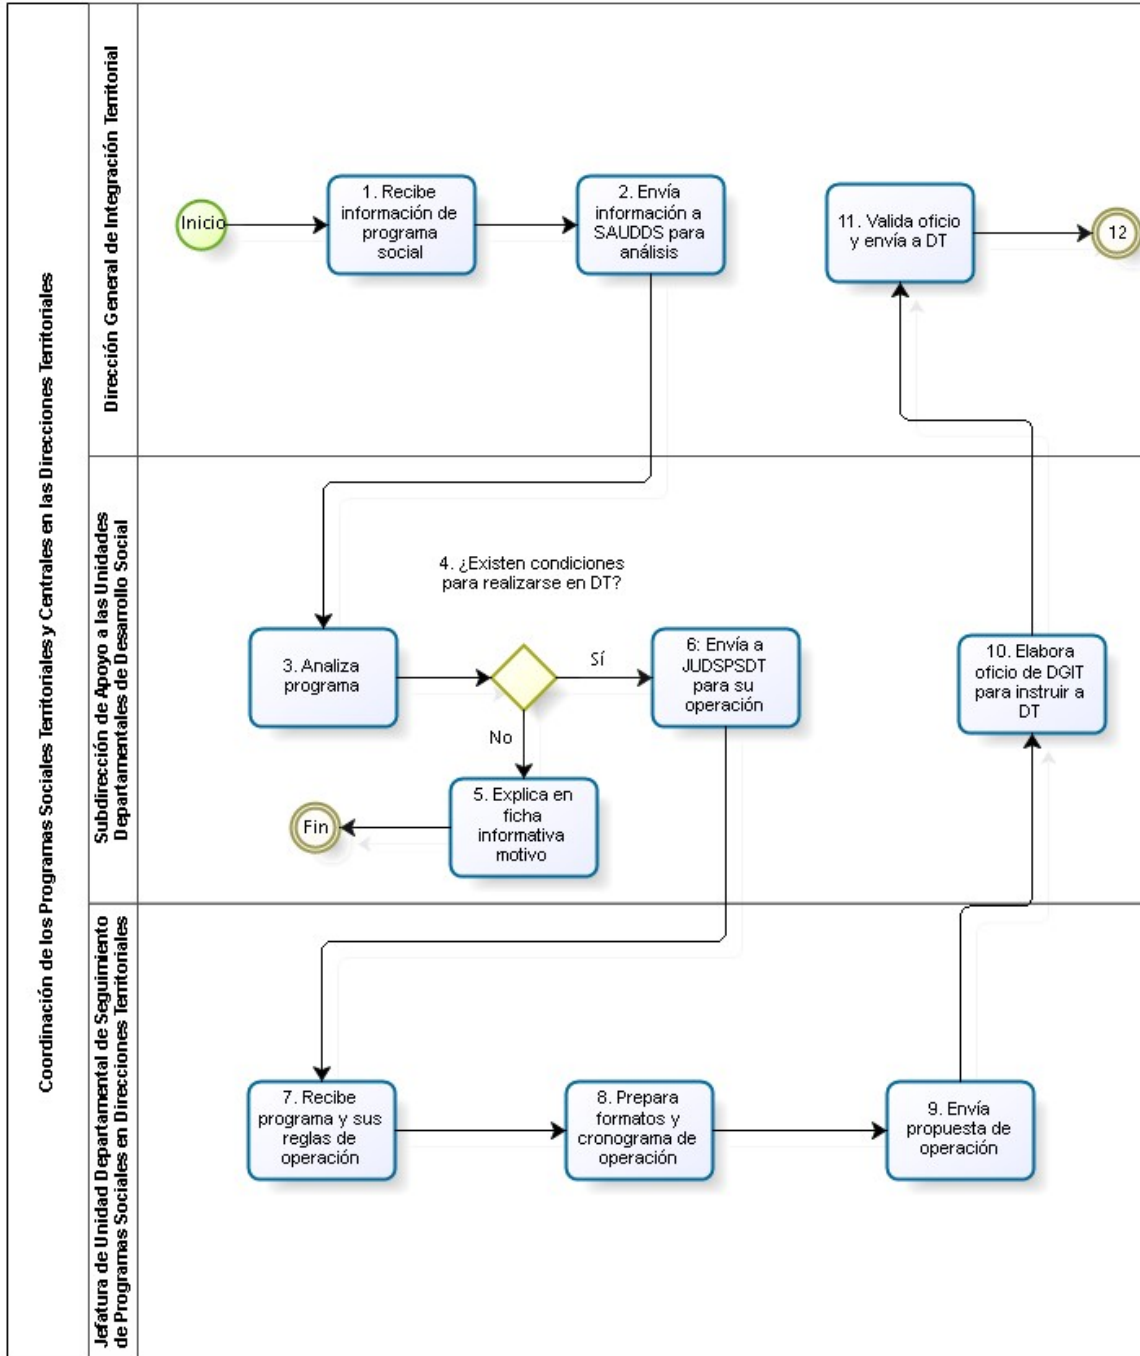 Coordinación de los Programas Sociales Territoriales y Centrales en las Direcciones Territoriales
Dirección General de Integración Territorial
Inicio
1. Recibe
información de
programa
social
2. Envía
información a
SAUDDS para
análisis
11. Valida oficio
y envía a DT
12
Subdirección de Apoyo a las Unidades
Departamentales de Desarrollo Social
4. ¿Existen condiciones
para realizarse en DT?
3. Analiza
programa
Sí
6: Envía a
JUDSPSDT
para su
operación
10. Elabora
oficio de DGIT
para instruir a
DT
No
5. Explica en
ficha
informativa
motivo
Fin
Jefatura de Unidad Departamental de Seguimiento
de Programas Sociales en Direcciones Territoriales
7. Recibe
programa y sus
reglas de
operación
8. Prepara
formatos y
cronograma de
operación
9. Envía
propuesta de
operación